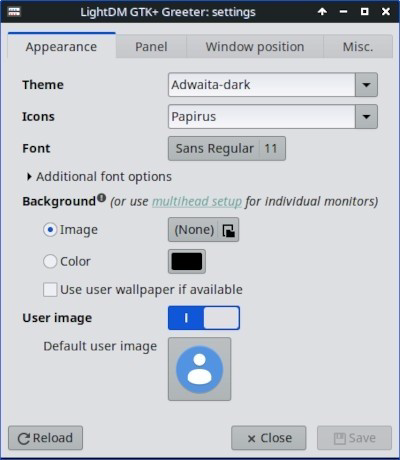 LightDM GTK+ Greeter: settings
Appearance Panel Window position Misc.
Theme Adwaita-dark
Icons Papirus
Font Sans Regular 11
Additional font options
Background (or use multihead setup for individual monitors)
Image (None)
Color
Use user wallpaper if available
User image
Default user image
Reload Close Save